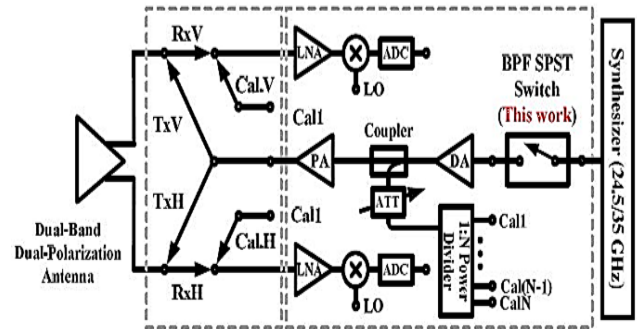 RxV
LNA
ADC
LO
Cal.V
BPF SPST
Switch
(This work)
TxV
Cal1
Coupler
PA
DA
TxH
Cal1
ATT
Cal.H
1:N Power
Divider
Cal1
Dual-Band
Dual-Polarization
Antenna
LNA
ADC
Cal(N-1)
CalN
RxH
LO
Synthesizer (24.5/35 GHz)